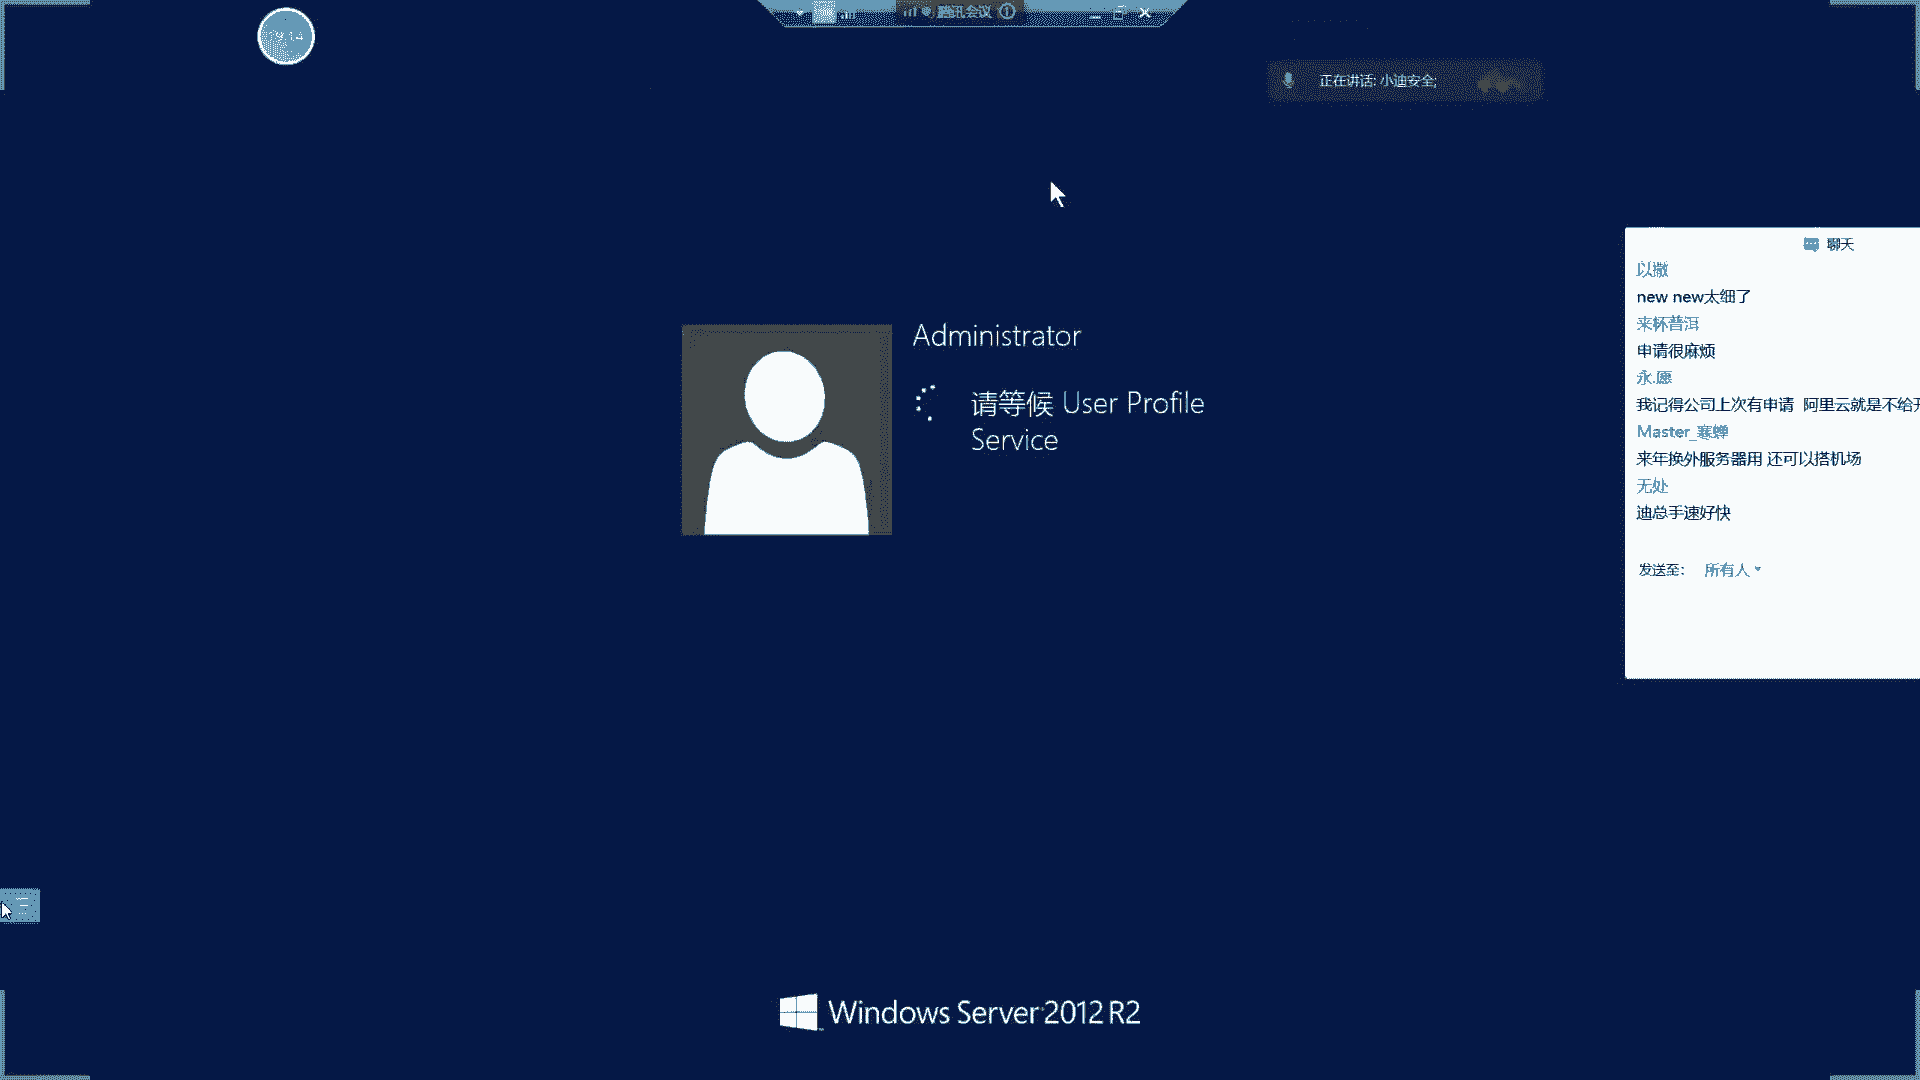 腾讯会议
19:14
正在讲话: 小迪安全;
聊天
以撒
new new太细了
来杯普洱
申请很麻烦
永.愿
我记得公司上次有申请 阿里云就是不给开
Master_寒蝉
来年换外服务器用 还可以搭机场
无处
迪总手速好快
发送至: 所有人
Administrator
请等候 User Profile
Service
Windows Server 2012 R2